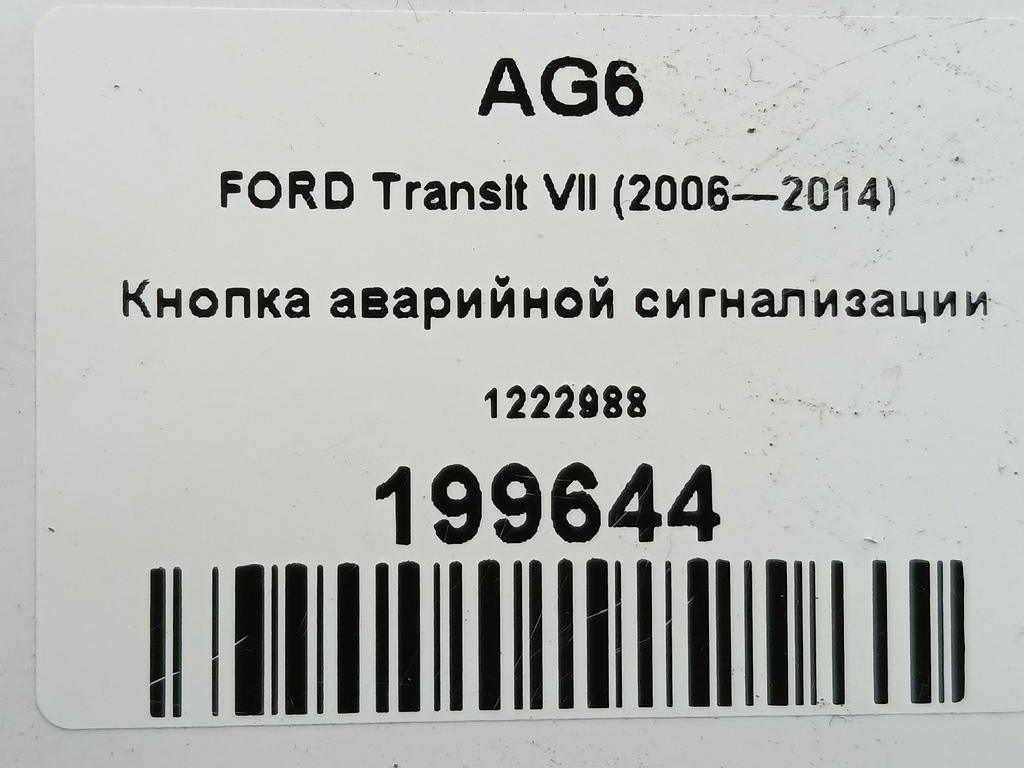 AG6
FORD Transit VII (2006—2014)
Кнопка аварийной сигнализации
1222988
199644